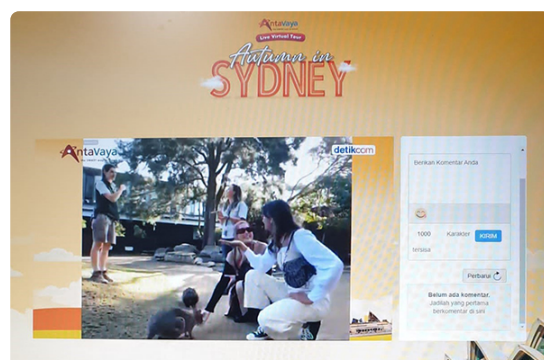 AntaVaya
Live Virtual Tour
Autumn in
SYDNEY
AntaVaya
detikcom
Berikan Komentar Anda
1000 Karakter KIRIM
tersisa
Perbarui
Belum ada komentar.
Jadilah yang pertama
berkomentar di sini